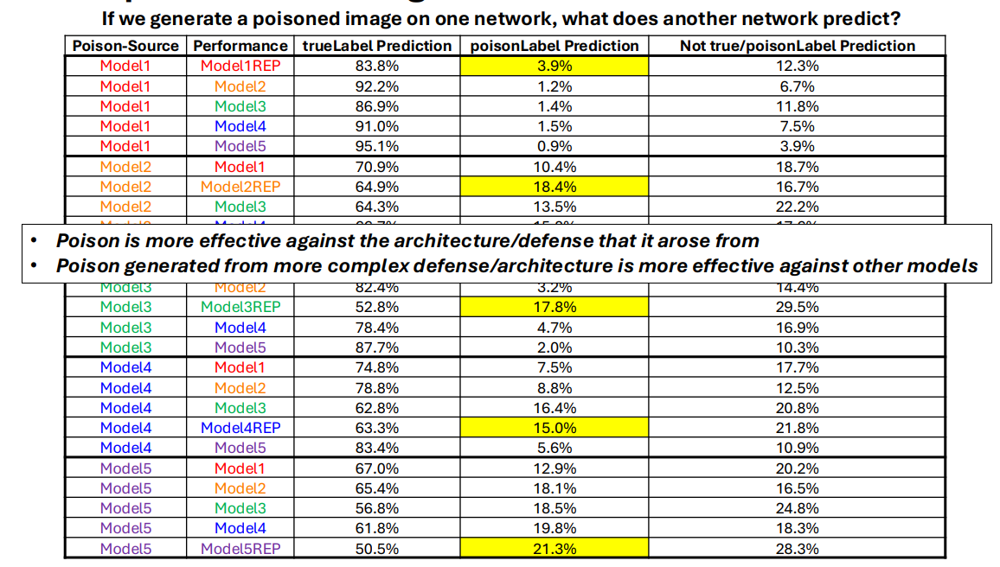 If we generate a poisoned image on one network, what does another network predict?
Poison-Source Performance trueLabel Prediction poisonLabel Prediction Not true/poisonLabel Prediction
Model1 Model1REP 83.8% 3.9% 12.3%
Model1 Model2 92.2% 1.2% 6.7%
Model1 Model3 86.9% 1.4% 11.8%
Model1 Model4 91.0% 1.5% 7.5%
Model1 Model5 95.1% 0.9% 3.9%
Model2 Model1 70.9% 10.4% 18.7%
Model2 Model2REP 64.9% 18.4% 16.7%
Model2 Model3 64.3% 13.5% 22.2%
• Poison is more effective against the architecture/defense that it arose from
• Poison generated from more complex defense/architecture is more effective against other models
Model3 Model2 82.4% 3.2% 14.4%
Model3 Model3REP 52.8% 17.8% 29.5%
Model3 Model4 78.4% 4.7% 16.9%
Model3 Model5 87.7% 2.0% 10.3%
Model4 Model1 74.8% 7.5% 17.7%
Model4 Model2 78.8% 8.8% 12.5%
Model4 Model3 62.8% 16.4% 20.8%
Model4 Model4REP 63.3% 15.0% 21.8%
Model4 Model5 83.4% 5.6% 10.9%
Model5 Model1 67.0% 12.9% 20.2%
Model5 Model2 65.4% 18.1% 16.5%
Model5 Model3 56.8% 18.5% 24.8%
Model5 Model4 61.8% 19.8% 18.3%
Model5 Model5REP 50.5% 21.3% 28.3%